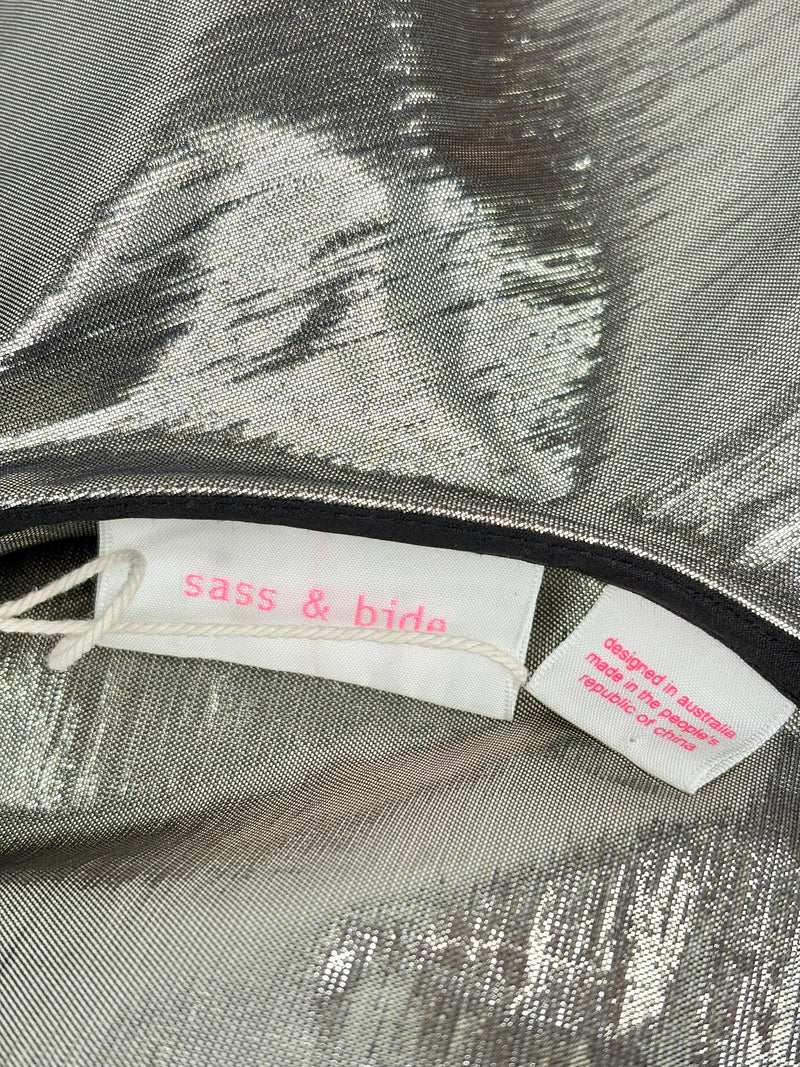 sass & bide
designed in australia
made in the people's
republic of china